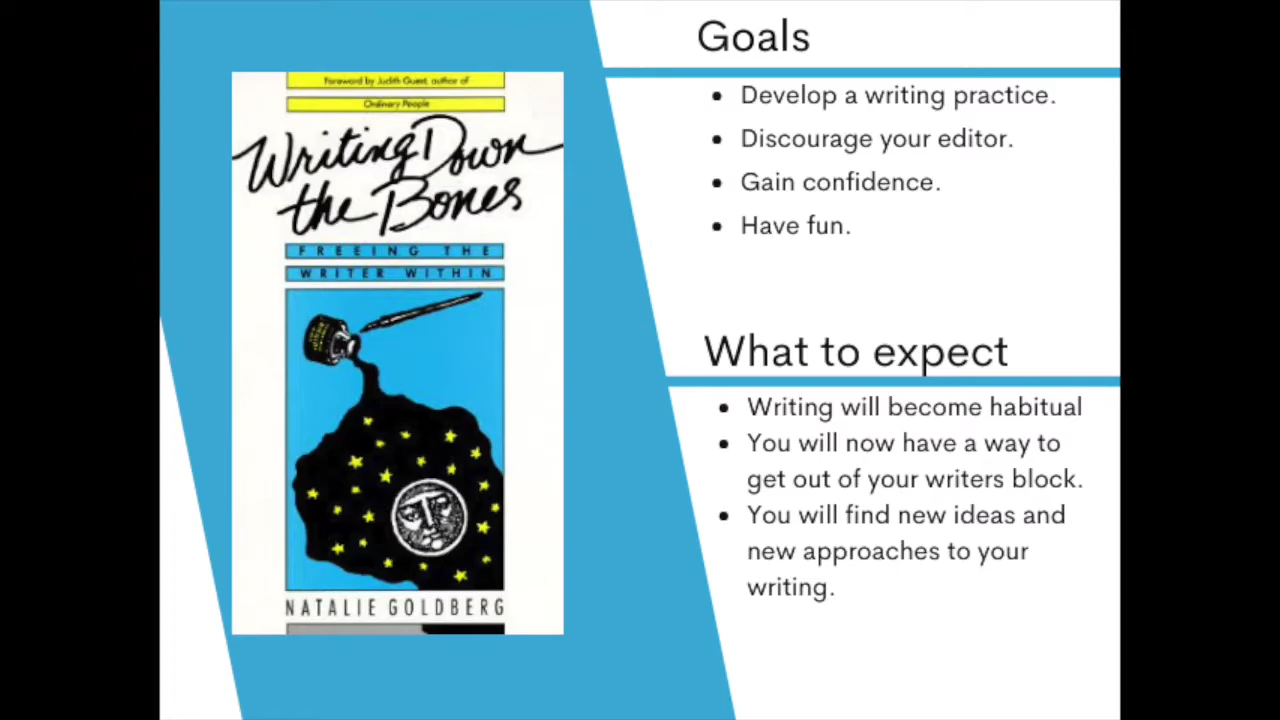 Foreword by Judith Guest, author of
Ordinary People
Writing Down
the Bones
FREEING THE
WRITER WITHIN
NATALIE GOLDBERG
Goals
Develop a writing practice.
Discourage your editor.
Gain confidence.
Have fun.
What to expect
Writing will become habitual
You will now have a way to
get out of your writers block.
You will find new ideas and
new approaches to your
writing.